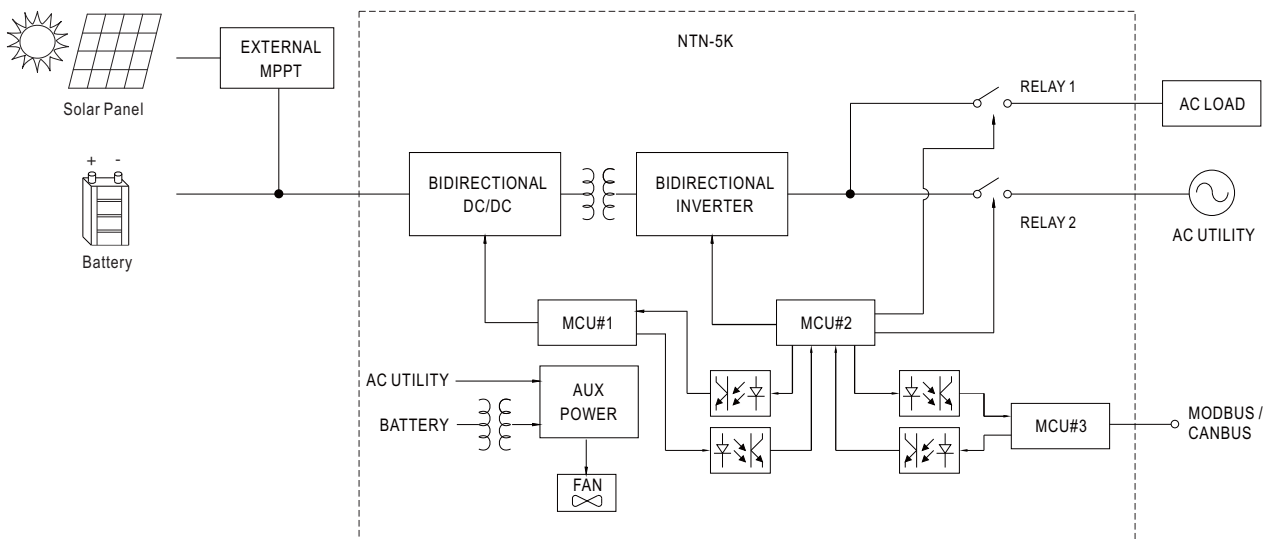 NTN-5K
EXTERNAL
MPPT
Solar Panel
RELAY 1
AC LOAD
+ -
Battery
BIDIRECTIONAL
DC/DC
BIDIRECTIONAL
INVERTER
RELAY 2
AC UTILITY
MCU#1
MCU#2
AC UTILITY
BATTERY
AUX
POWER
FAN
MCU#3
MODBUS /
CANBUS